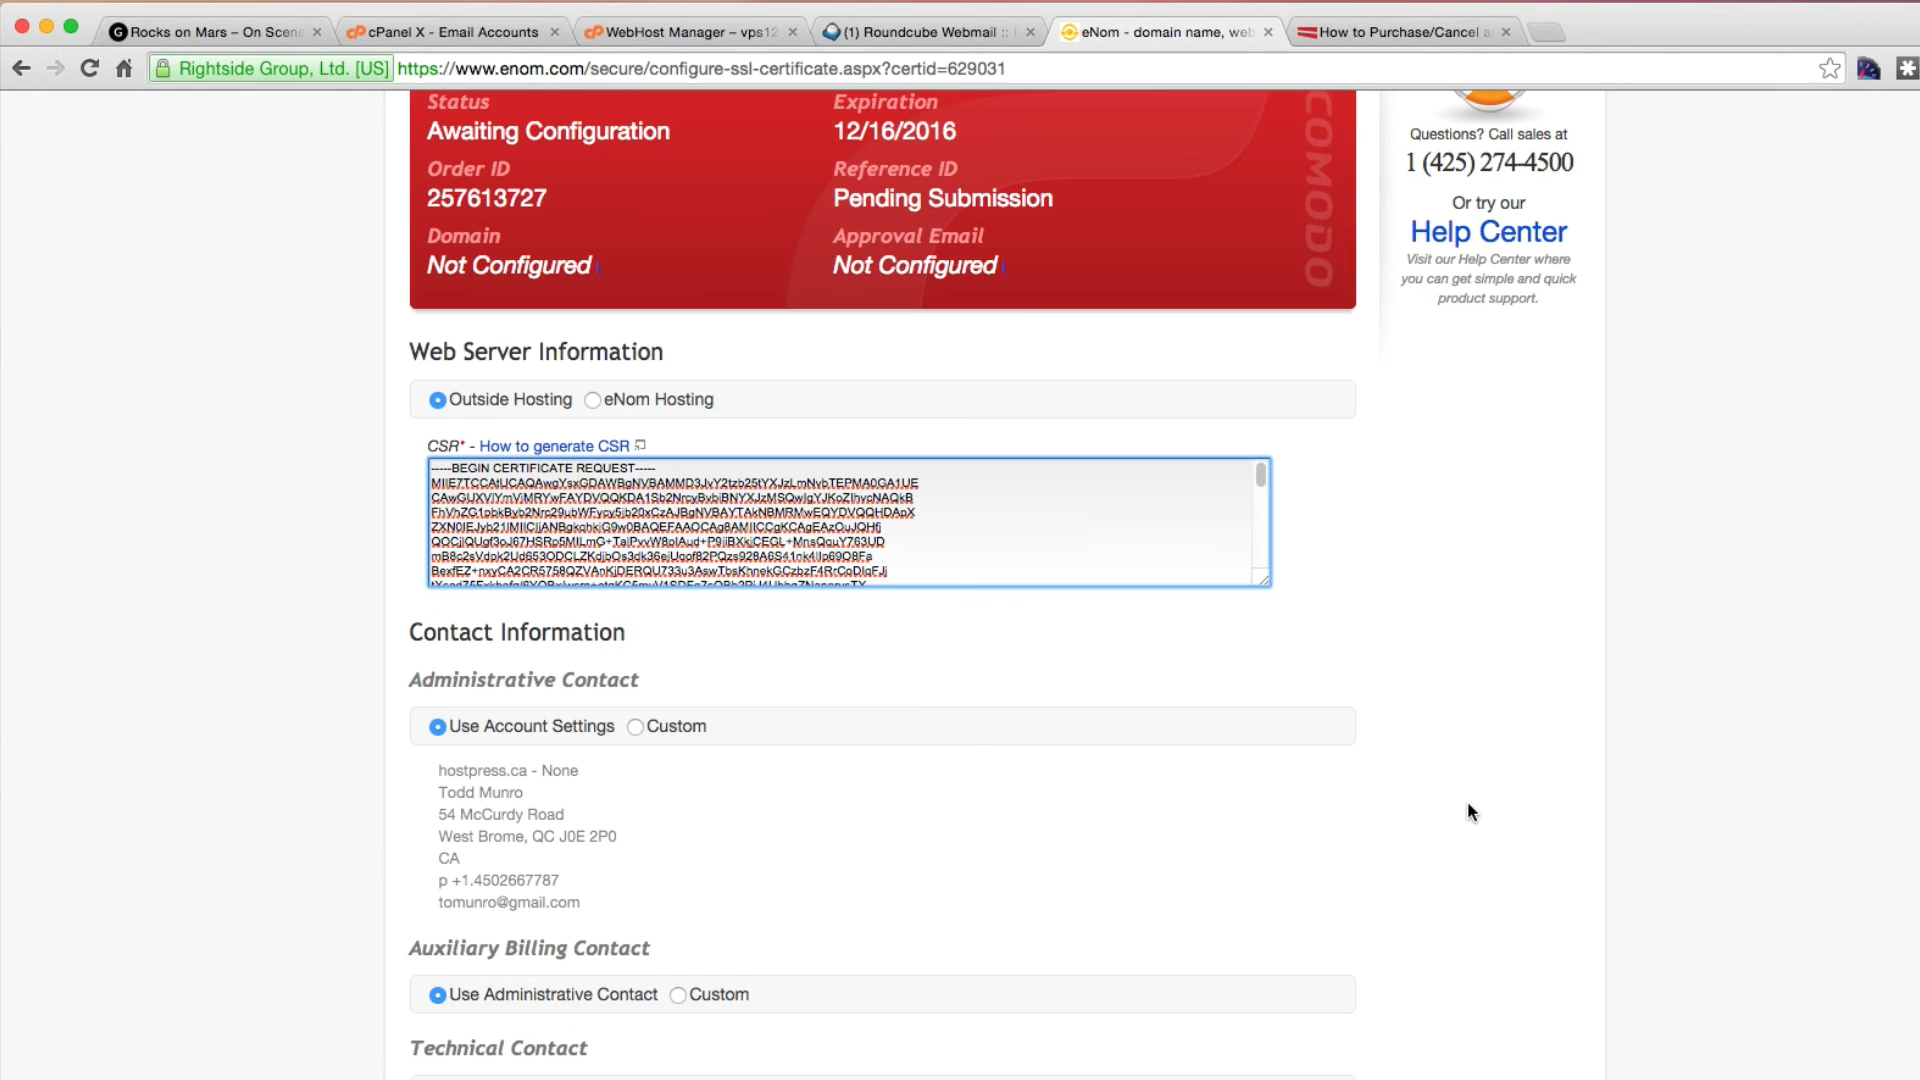 Rocks on Mars – On Scene
cPanel X - Email Accounts
WebHost Manager – vps12
(1) Roundcube Webmail ::
eNom - domain name, web
How to Purchase/Cancel a
Rightside Group, Ltd. [US] https://www.enom.com/secure/configure-ssl-certificate.aspx?certid=629031
Status
Awaiting Configuration
Expiration
12/16/2016
Order ID
257613727
Reference ID
Pending Submission
Domain
Not Configured
Approval Email
Not Configured
COMODO
Questions? Call sales at
1 (425) 274-4500
Or try our
Help Center
Visit our Help Center where
you can get simple and quick
product support.
Web Server Information
Outside Hosting eNom Hosting
CSR* - How to generate CSR
-----BEGIN CERTIFICATE REQUEST-----
Contact Information
Administrative Contact
Use Account Settings Custom
hostpress.ca - None
Todd Munro
54 McCurdy Road
West Brome, QC J0E 2P0
CA
p +1.4502667787
tomunro@gmail.com
Auxiliary Billing Contact
Use Administrative Contact Custom
Technical Contact